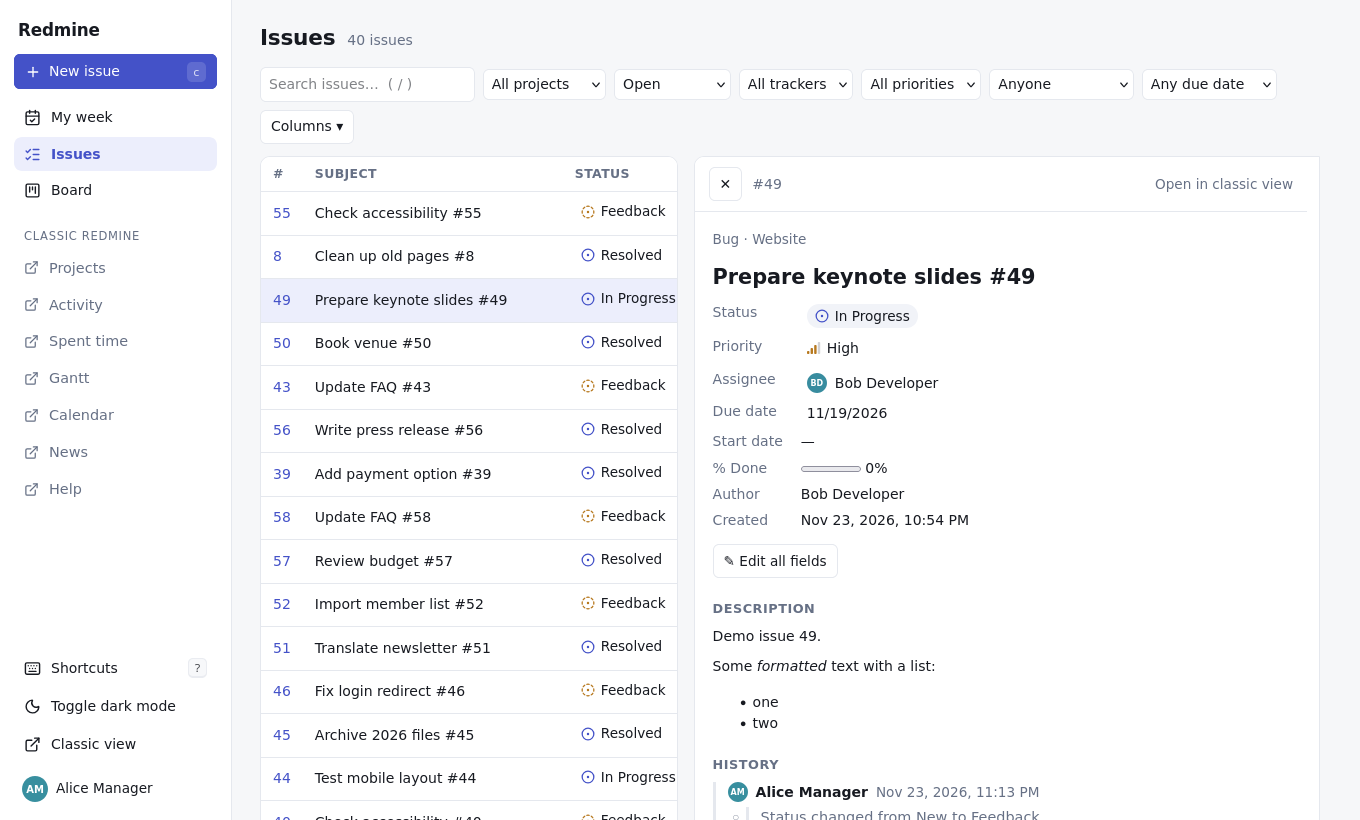 Redmine
New issue c
My week
Issues
Board
CLASSIC REDMINE
Projects
Activity
Spent time
Gantt
Calendar
News
Help
Shortcuts ?
Toggle dark mode
Classic view
AM Alice Manager
Issues 40 issues
Search issues… ( / ) All projects Open All trackers All priorities Anyone Any due date
Columns ▾
# SUBJECT STATUS
55 Check accessibility #55 Feedback
8 Clean up old pages #8 Resolved
49 Prepare keynote slides #49 In Progress
50 Book venue #50 Resolved
43 Update FAQ #43 Feedback
56 Write press release #56 Resolved
39 Add payment option #39 Resolved
58 Update FAQ #58 Feedback
57 Review budget #57 Resolved
52 Import member list #52 Feedback
51 Translate newsletter #51 Resolved
46 Fix login redirect #46 Feedback
45 Archive 2026 files #45 Resolved
44 Test mobile layout #44 In Progress
Check accessibility Feedback
✕ #49 Open in classic view
Bug · Website
Prepare keynote slides #49
Status In Progress
Priority High
Assignee BD Bob Developer
Due date 11/19/2026
Start date —
% Done 0%
Author Bob Developer
Created Nov 23, 2026, 10:54 PM
✎ Edit all fields
DESCRIPTION
Demo issue 49.
Some formatted text with a list:
• one
• two
HISTORY
AM Alice Manager Nov 23, 2026, 11:13 PM
Status changed from New to Feedback